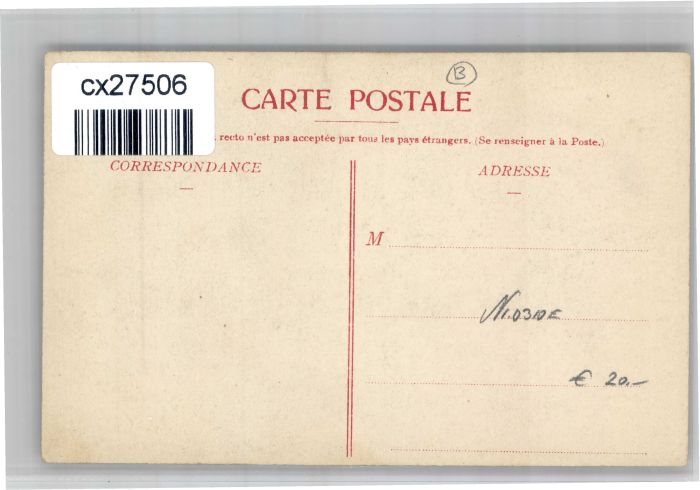 B
cx27506
CARTE POSTALE
recto n'est pas acceptée par tous les pays étrangers. (Se renseigner à la Poste.)
CORRESPONDANCE
ADRESSE
M
€ 20.-